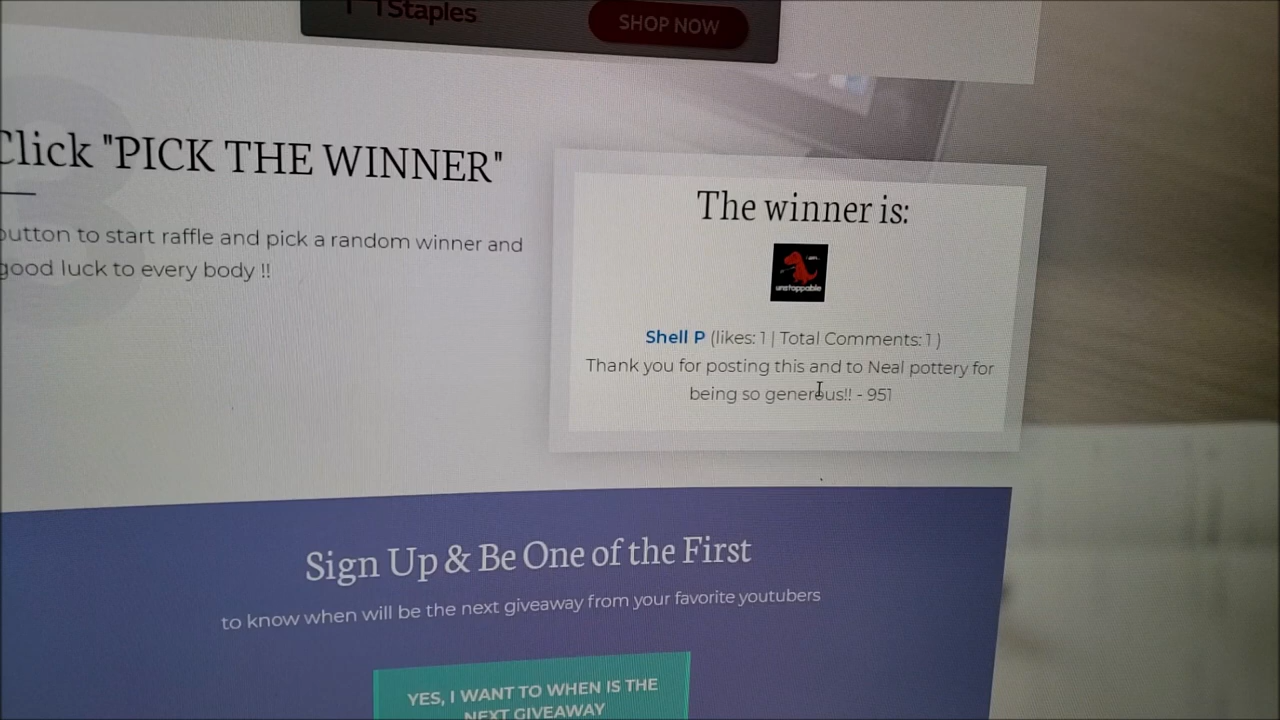 Staples
SHOP NOW
Click "PICK THE WINNER"
button to start raffle and pick a random winner and
good luck to every body !!
The winner is:
unstoppable
Shell P (likes: 1 | Total Comments: 1 )
Thank you for posting this and to Neal pottery for
being so generous!! - 951
Sign Up & Be One of the First
to know when will be the next giveaway from your favorite youtubers
YES, I WANT TO WHEN IS THE
NEXT GIVEAWAY